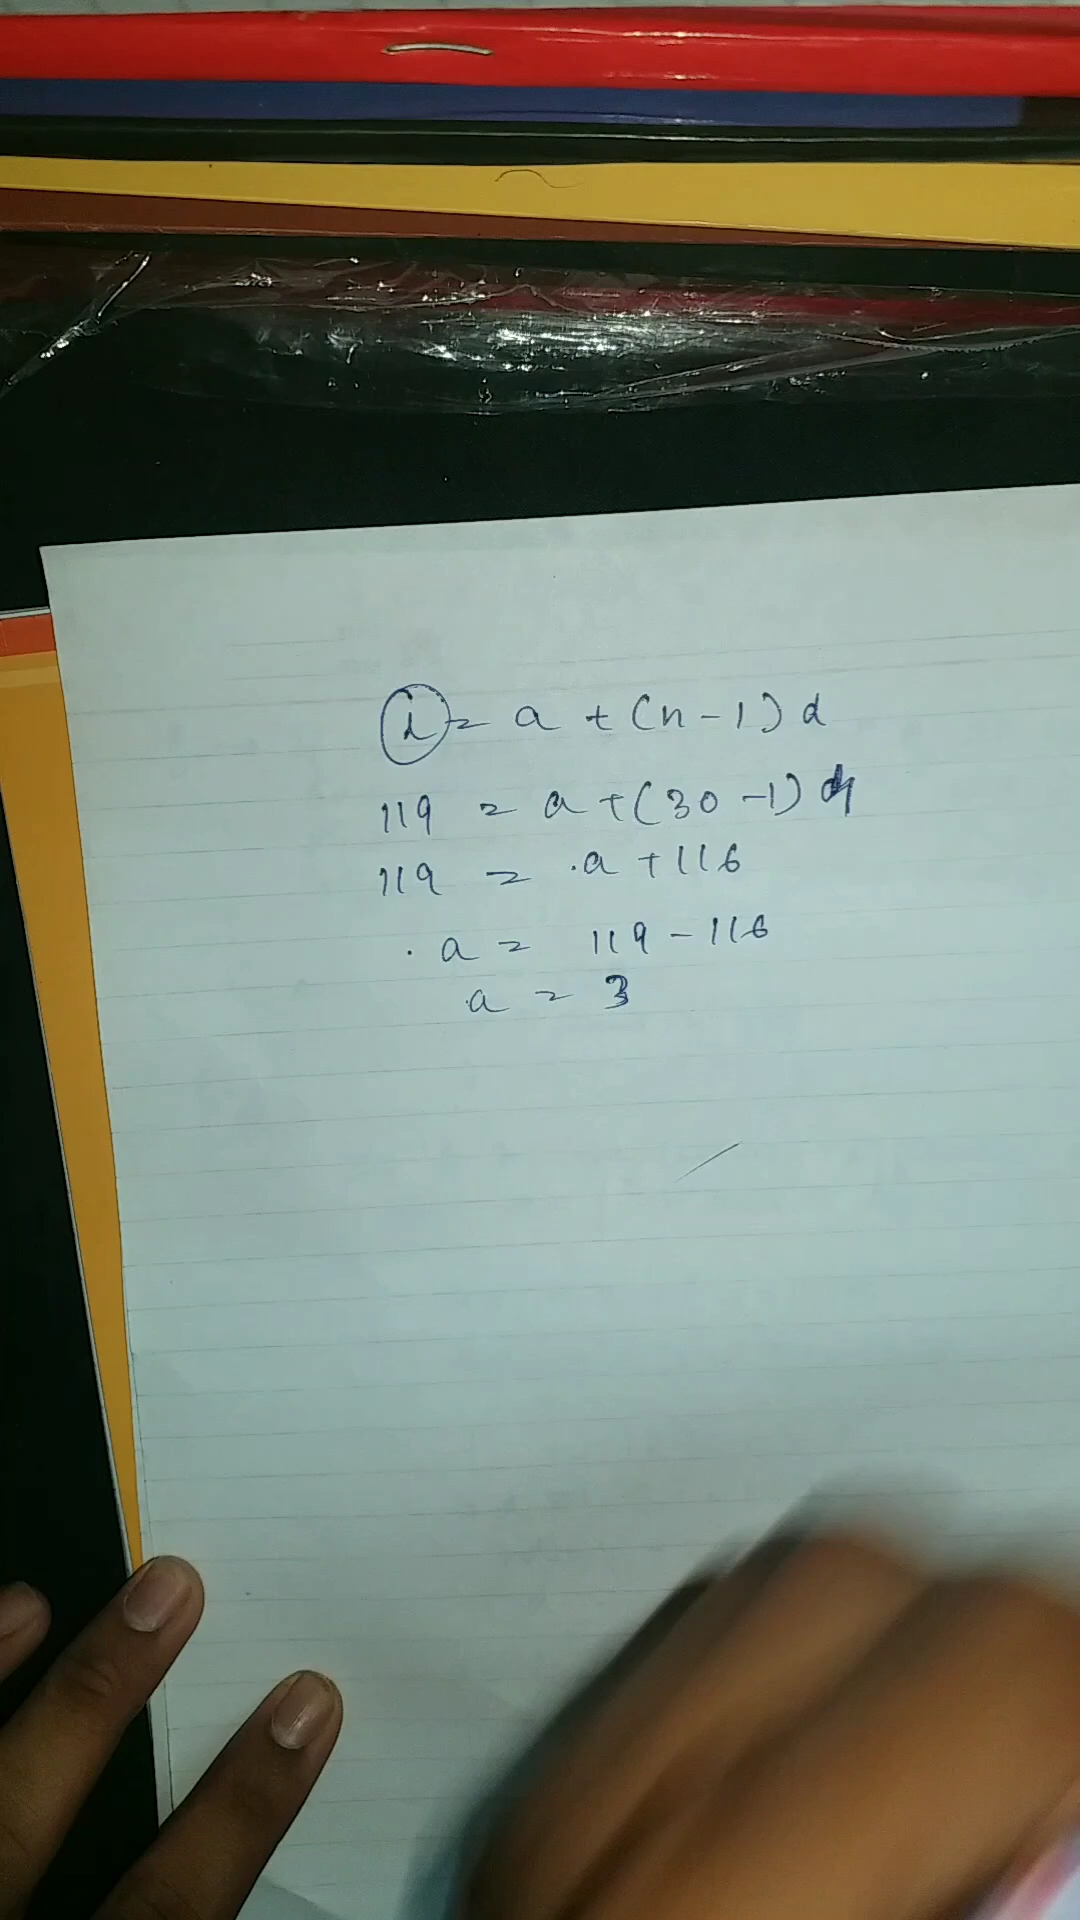 l = a + (n-1) d
119 = a + (30-1) 4
119 = a + 116
a = 119 - 116
a = 3